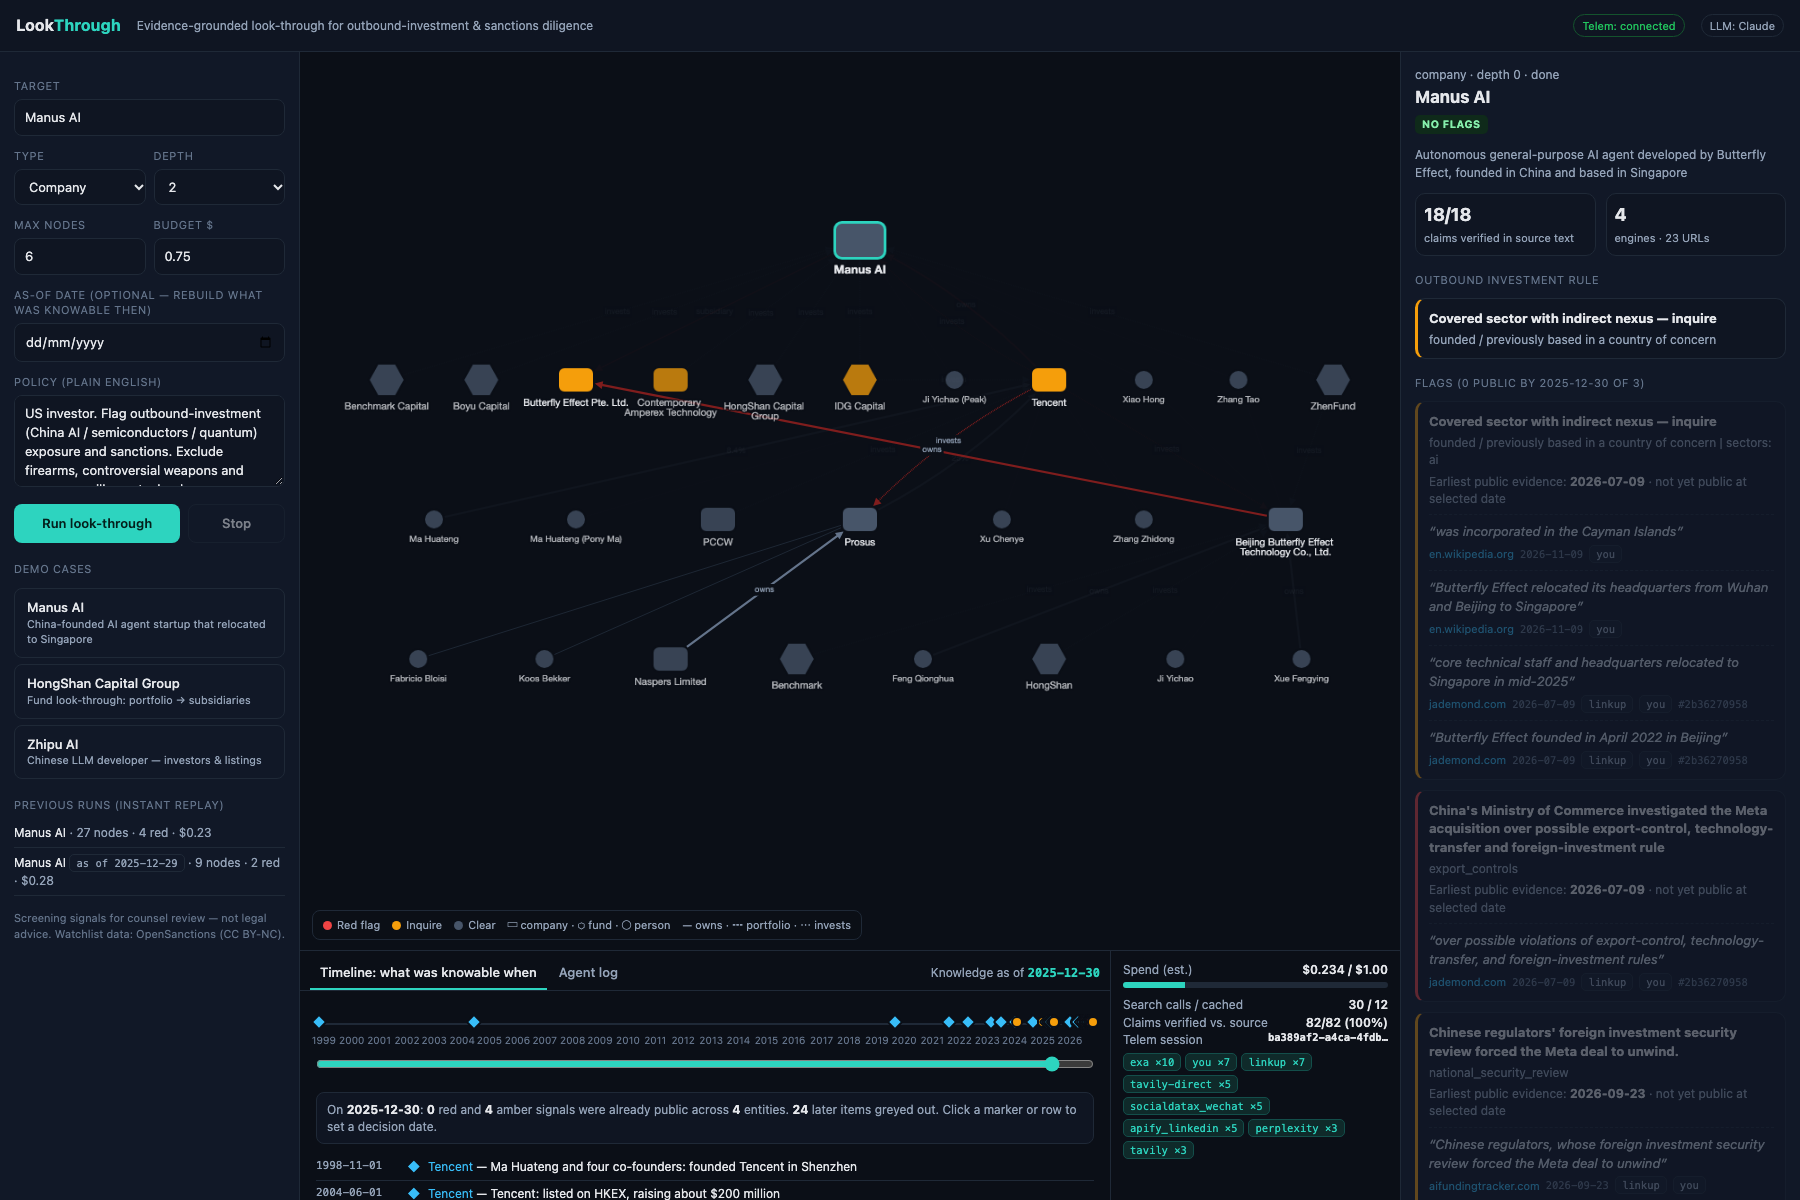 LookThrough
Evidence-grounded look-through for outbound-investment & sanctions diligence
Telem: connected
LLM: Claude
TARGET
Manus AI
TYPE
DEPTH
Company
2
MAX NODES
BUDGET $
6
0.75
AS-OF DATE (OPTIONAL — REBUILD WHAT
WAS KNOWABLE THEN)
dd/mm/yyyy
POLICY (PLAIN ENGLISH)
US investor. Flag outbound-investment
(China AI / semiconductors / quantum)
exposure and sanctions. Exclude
firearms, controversial weapons and
Run look-through
Stop
DEMO CASES
Manus AI
China-founded AI agent startup that relocated
to Singapore
HongShan Capital Group
Fund look-through: portfolio → subsidiaries
Zhipu AI
Chinese LLM developer — investors & listings
PREVIOUS RUNS (INSTANT REPLAY)
Manus AI · 27 nodes · 4 red · $0.23
Manus AI as of 2025-12-29 · 9 nodes · 2 red
· $0.28
Screening signals for counsel review — not legal
advice. Watchlist data: OpenSanctions (CC BY-NC).
Manus AI
Benchmark Capital
Boyu Capital
Butterfly Effect Pte. Ltd.
Contemporary
Amperex Technology
HongShan Capital
Group
IDG Capital
Ji Yichao (Peak)
Tencent
Xiao Hong
Zhang Tao
ZhenFund
invests
owns
Ma Huateng
Ma Huateng (Pony Ma)
PCCW
Prosus
Xu Chenye
Zhang Zhidong
Beijing Butterfly Effect
Technology Co., Ltd.
owns
Fabricio Bloisi
Koos Bekker
Naspers Limited
Benchmark
Feng Qionghua
HongShan
Ji Yichao
Xue Fengying
Red flag
Inquire
Clear
company · fund · person
owns · portfolio · invests
Timeline: what was knowable when
Agent log
Knowledge as of 2025-12-30
1999 2000 2001 2002 2003 2004 2005 2006 2007 2008 2009 2010 2011 2012 2013 2014 2015 2016 2017 2018 2019 2020 2021 2022 2023 2024 2025 2026
On 2025-12-30: 0 red and 4 amber signals were already public across 4 entities. 24 later items greyed out. Click a marker or row to
set a decision date.
1998-11-01 Tencent — Ma Huateng and four co-founders: founded Tencent in Shenzhen
2004-06-01 Tencent — Tencent: listed on HKEX, raising about $200 million
Spend (est.) $0.234 / $1.00
Search calls / cached 30 / 12
Claims verified vs. source 82/82 (100%)
Telem session ba389af2-a4ca-4fdb…
exa ×10
you ×7
linkup ×7
tavily-direct ×5
socialdatax_wechat ×5
apify_linkedin ×5
perplexity ×3
tavily ×3
company · depth 0 · done
Manus AI
NO FLAGS
Autonomous general-purpose AI agent developed by Butterfly
Effect, founded in China and based in Singapore
18/18
claims verified in source text
4
engines · 23 URLs
OUTBOUND INVESTMENT RULE
Covered sector with indirect nexus — inquire
founded / previously based in a country of concern
FLAGS (0 PUBLIC BY 2025-12-30 OF 3)
Covered sector with indirect nexus — inquire
founded / previously based in a country of concern | sectors:
ai
Earliest public evidence: 2026-07-09 · not yet public at
selected date
“was incorporated in the Cayman Islands”
en.wikipedia.org 2026-11-09 you
“Butterfly Effect relocated its headquarters from Wuhan
and Beijing to Singapore”
en.wikipedia.org 2026-11-09 you
“core technical staff and headquarters relocated to
Singapore in mid-2025”
jademond.com 2026-07-09 linkup you #2b36270958
“Butterfly Effect founded in April 2022 in Beijing”
jademond.com 2026-07-09 linkup you #2b36270958
China's Ministry of Commerce investigated the Meta
acquisition over possible export-control, technology-
transfer and foreign-investment rule
export_controls
Earliest public evidence: 2026-07-09 · not yet public at
selected date
“over possible violations of export-control, technology-
transfer, and foreign-investment rules”
jademond.com 2026-07-09 linkup you #2b36270958
Chinese regulators' foreign investment security
review forced the Meta deal to unwind.
national_security_review
Earliest public evidence: 2026-09-23 · not yet public at
selected date
“Chinese regulators, whose foreign investment security
review forced the Meta deal to unwind”
aifundingtracker.com 2026-09-23 linkup you